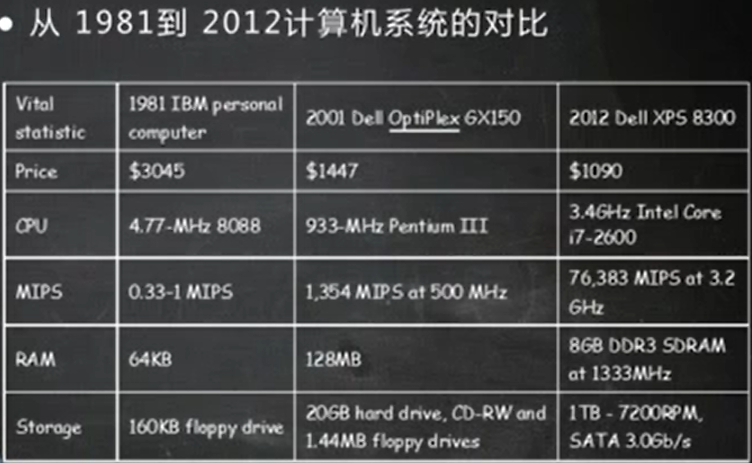 • 从 1981到 2012计算机系统的对比
Vital statistic
1981 IBM personal computer
2001 Dell OptiPlex GX150
2012 Dell XPS 8300
Price
$3045
$1447
$1090
CPU
4.77-MHz 8088
933-MHz Pentium III
3.4GHz Intel Core
i7-2600
MIPS
0.33-1 MIPS
1,354 MIPS at 500 MHz
76,383 MIPS at 3.2
GHz
RAM
64KB
128MB
8GB DDR3 SDRAM
at 1333MHz
Storage
160KB floppy drive
20GB hard drive, CD-RW and
1.44MB floppy drives
1TB - 7200RPM,
SATA 3.0Gb/s